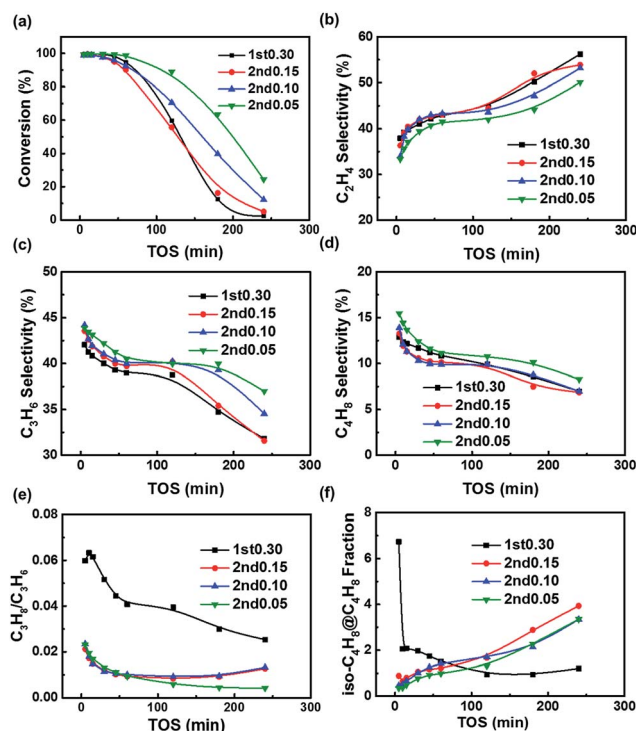 (a)
100
80
60
40
20
0
Conversion (%)
1st0.30
2nd0.15
2nd0.10
2nd0.05
0
100
200
300
TOS (min)
(b)
60
50
40
30
20
C₂H₄ Selectivity (%)
1st0.30
2nd0.15
2nd0.10
2nd0.05
0
100
200
300
TOS (min)
(c)
50
45
40
35
30
C₃H₆ Selectivity (%)
1st0.30
2nd0.15
2nd0.10
2nd0.05
0
100
200
300
TOS (min)
(d)
20
15
10
5
0
C₄H₈ Selectivity (%)
1st0.30
2nd0.15
2nd0.10
2nd0.05
0
100
200
300
TOS (min)
(e)
0.08
0.06
0.04
0.02
0.00
C₃H₈/C₃H₆
1st0.30
2nd0.15
2nd0.10
2nd0.05
0
100
200
300
TOS (min)
(f)
8
6
4
2
0
iso-C₄H₈@C₄H₈ Fraction
1st0.30
2nd0.15
2nd0.10
2nd0.05
0
100
200
300
TOS (min)